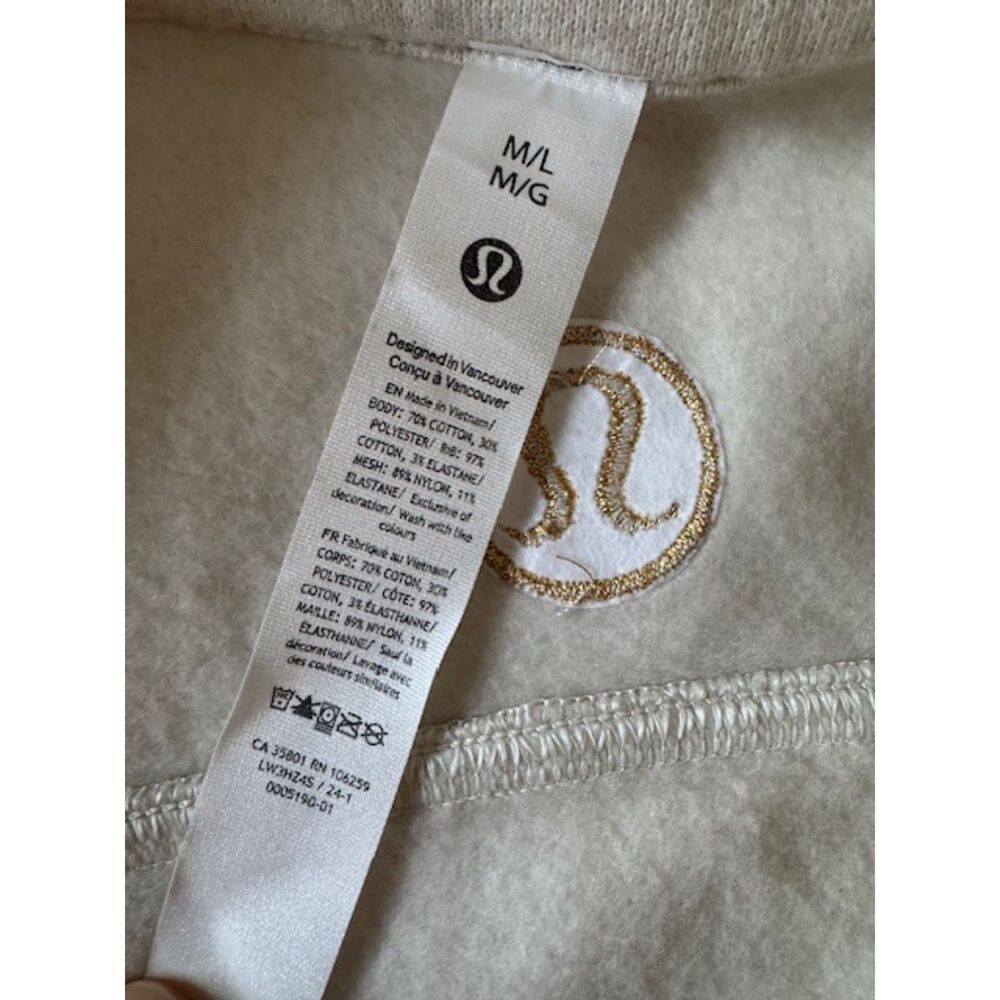 M/L
M/G
Designed in Vancouver
Conçu à Vancouver
EN Made in Vietnam/
BODY: 70% COTTON, 30%
POLYESTER/ RIB: 97%
COTTON, 3% ELASTANE/
MESH: 89% NYLON, 11%
ELASTANE/ Exclusive of
decoration/ Wash with like
colours
FR Fabriqué au Vietnam/
CORPS: 70% COTON, 30%
POLYESTER/ CÔTE: 97%
COTON, 3% ÉLASTHANNE/
MAILLE: 89% NYLON, 11%
ÉLASTHANNE/ Sauf la
décoration/ Lavage avec
des couleurs similaires
CA 35801 RN 106259
LW3HZ4S / 24-1
0005190-01